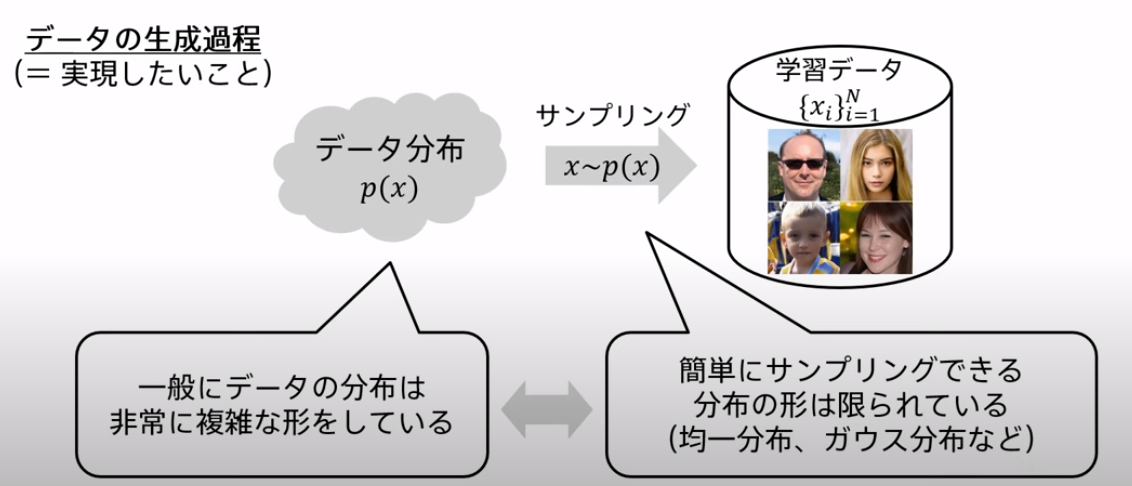 データの生成過程
(＝ 実現したいこと)
データ分布
p(x)
サンプリング
x~p(x)
学習データ
{xᵢ}ᵢ₌₁ᴺ
一般にデータの分布は
非常に複雑な形をしている
簡単にサンプリングできる
分布の形は限られている
(均一分布、ガウス分布など)